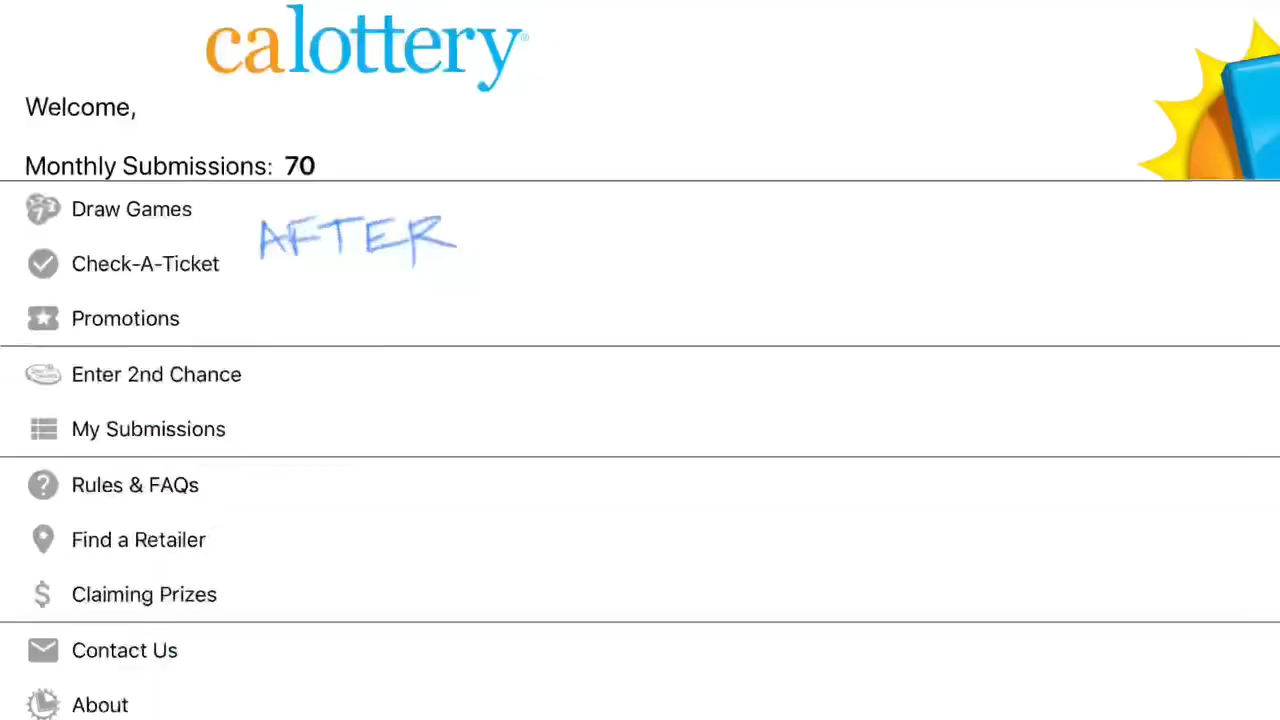 calottery®
Welcome,
Monthly Submissions: 70
Draw Games
AFTER
Check-A-Ticket
Promotions
Enter 2nd Chance
My Submissions
Rules & FAQs
Find a Retailer
Claiming Prizes
Contact Us
About